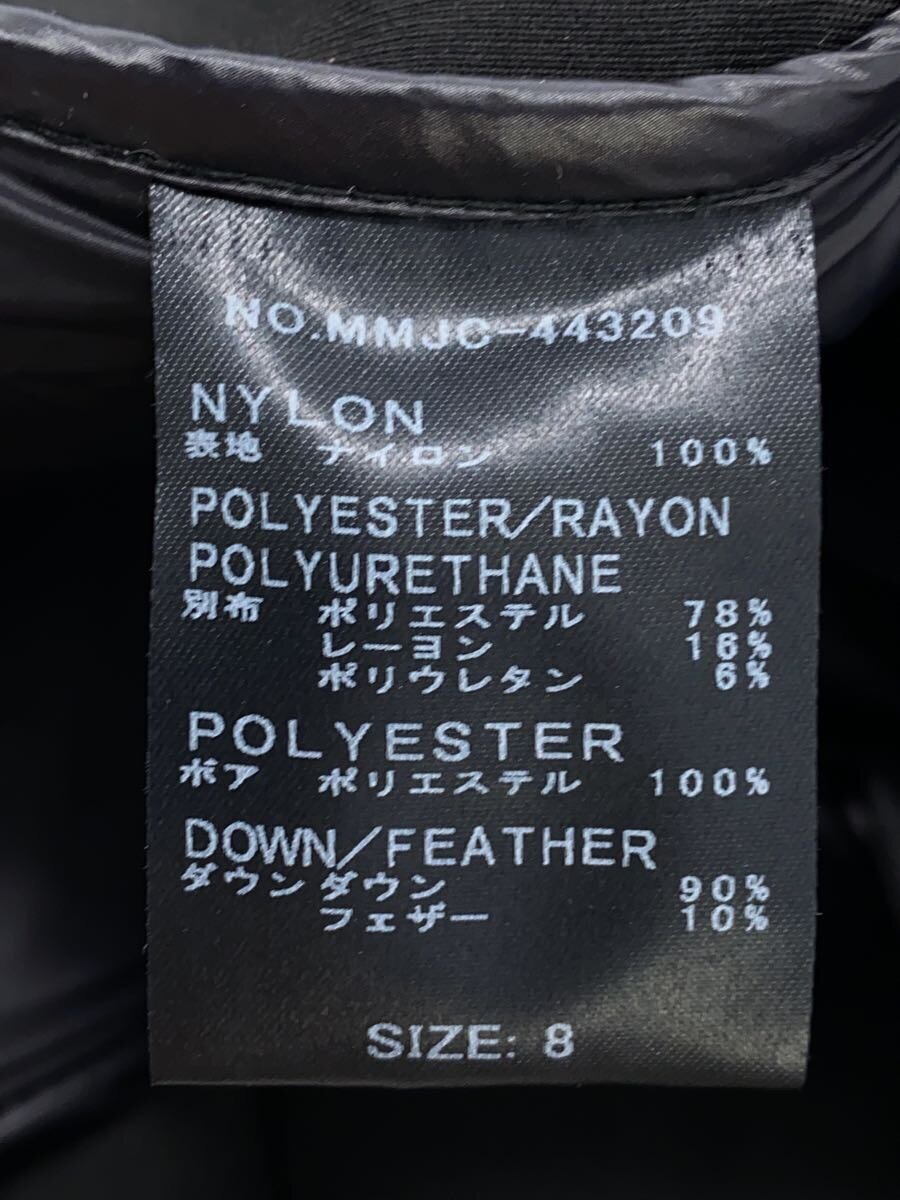 NO.MMJC-443209
NYLON
表地 ナイロン 100%
POLYESTER/RAYON
POLYURETHANE
別布 ポリエステル 78%
レーヨン 16%
ポリウレタン 6%
POLYESTER
ボア ポリエステル 100%
DOWN/FEATHER
ダウン ダウン 90%
フェザー 10%
SIZE: 8